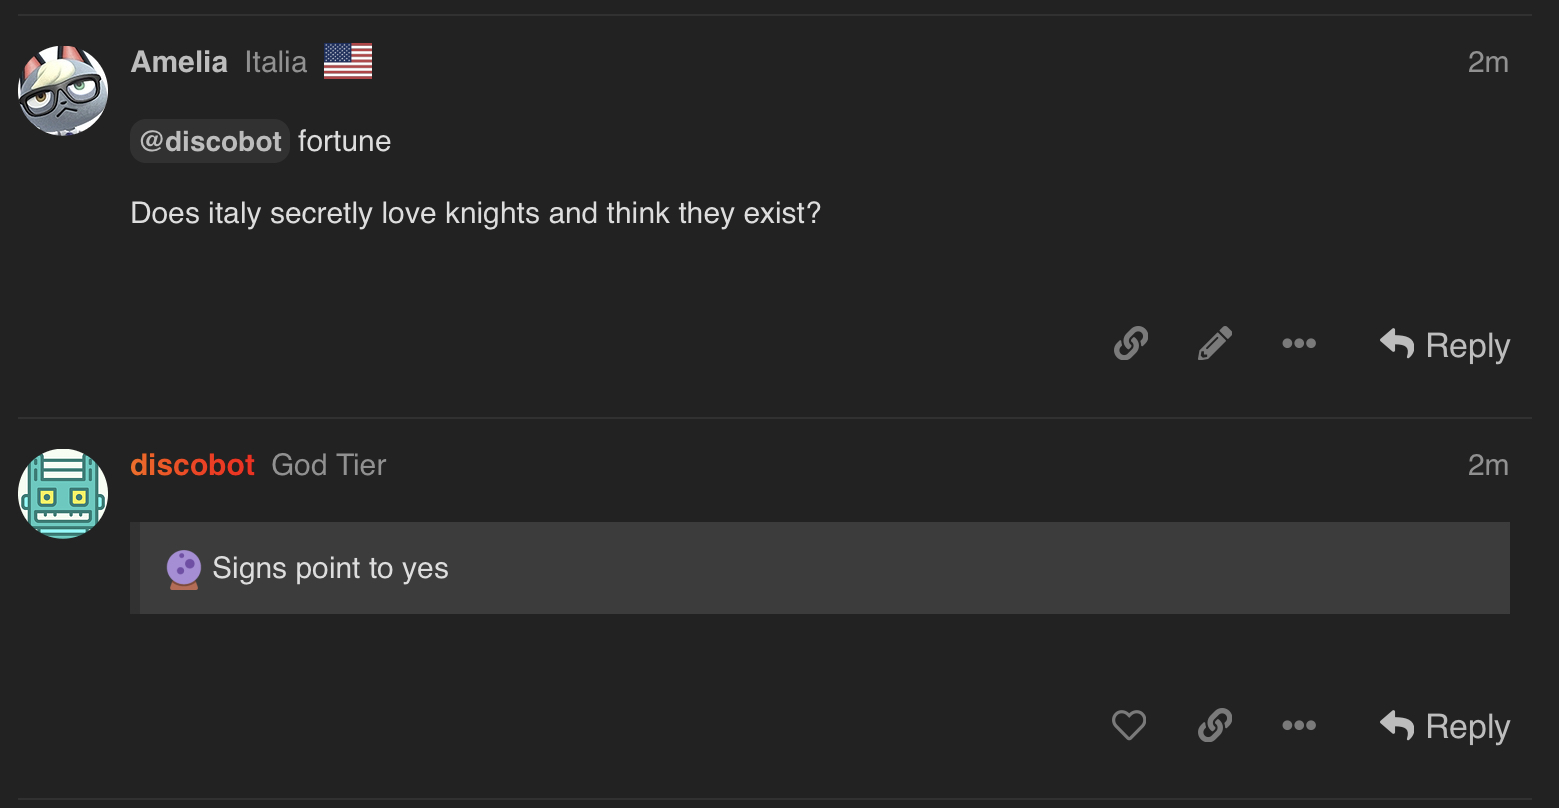 Amelia Italia 2m
@discobot fortune
Does italy secretly love knights and think they exist?
Reply
discobot God Tier 2m
Signs point to yes
Reply